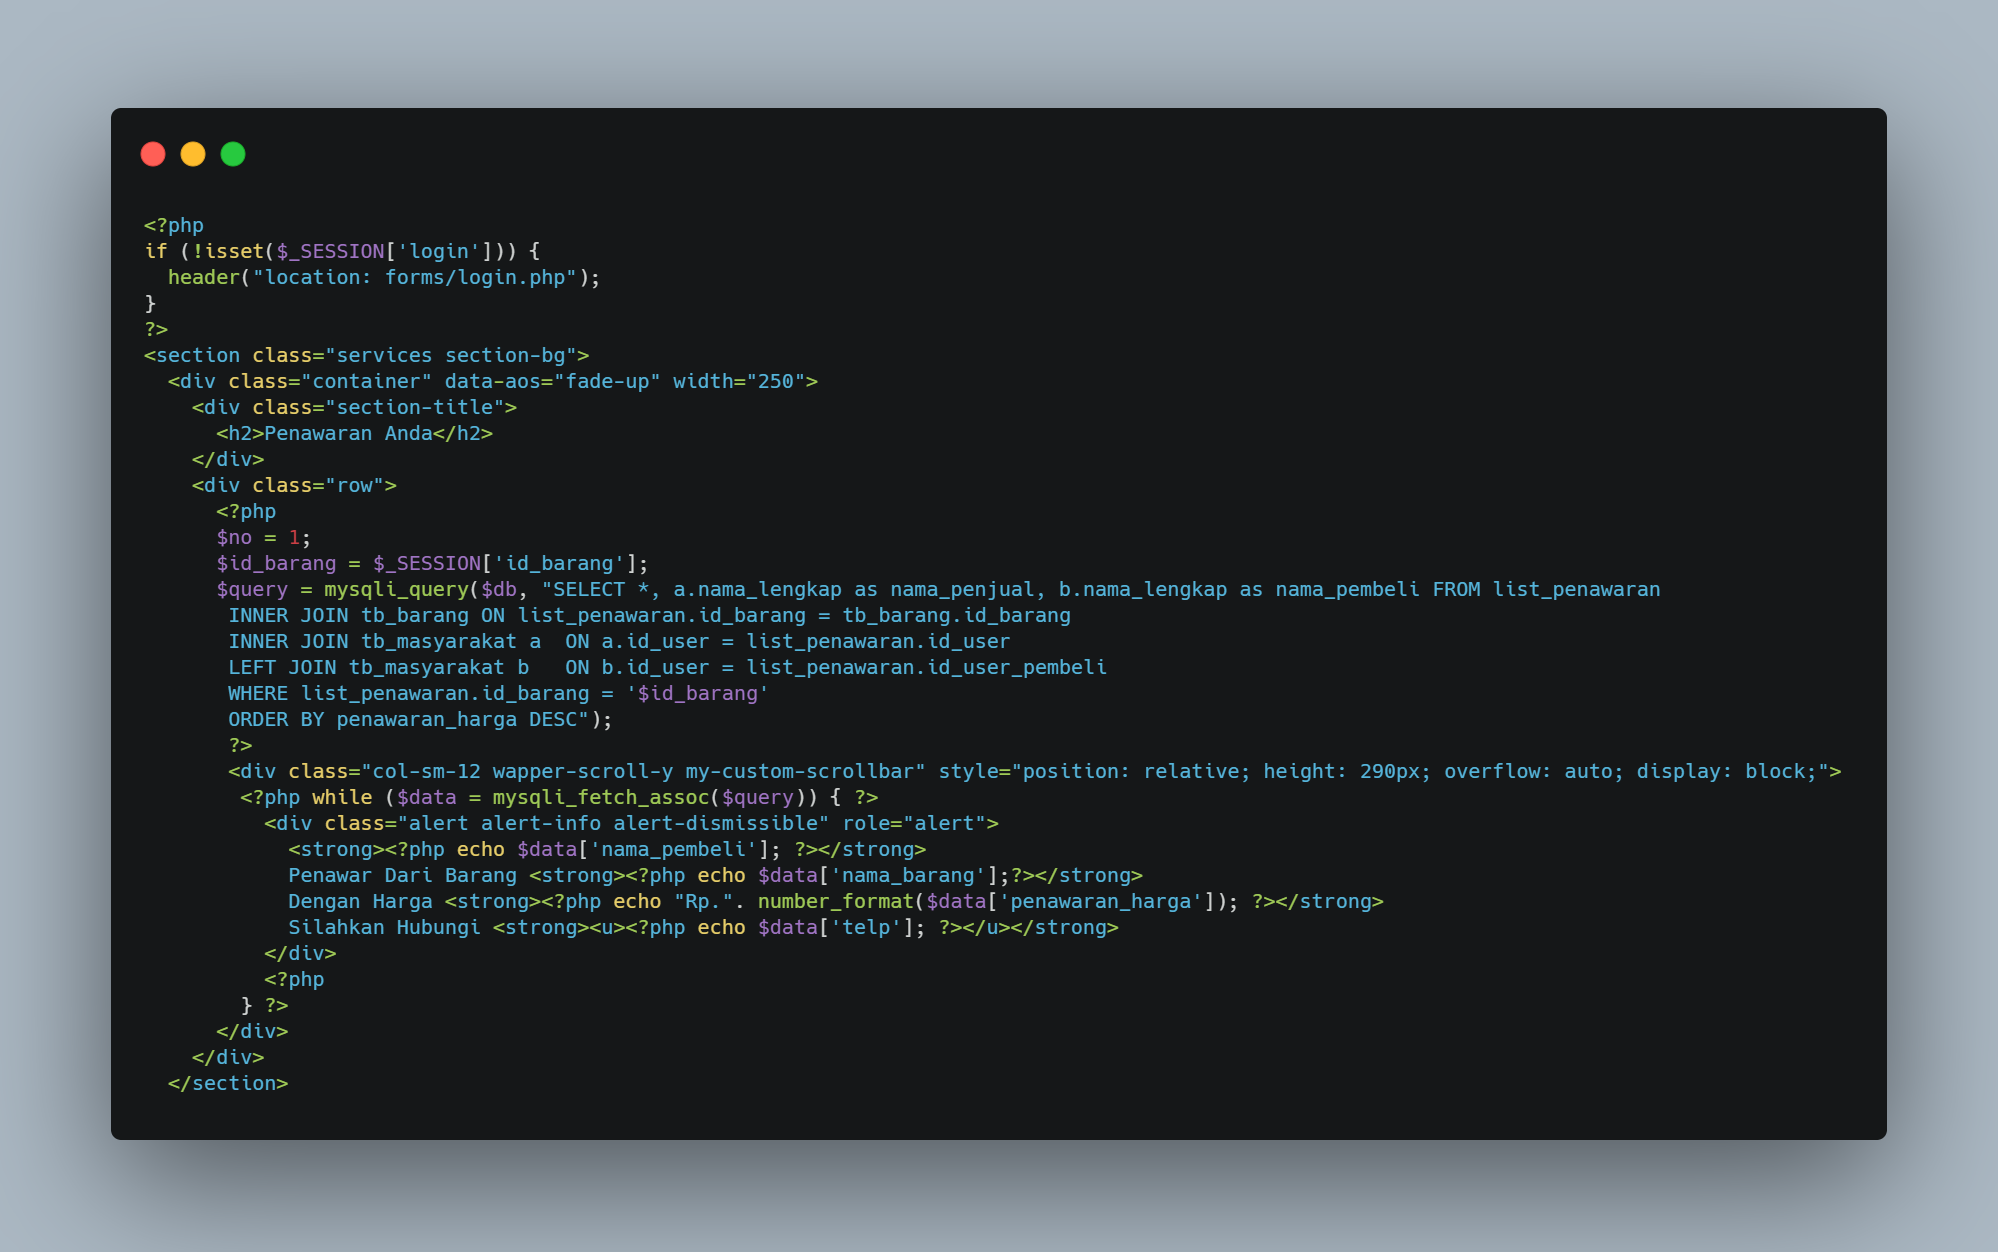 <?php
if (!isset($_SESSION['login'])) {
  header("location: forms/login.php");
}
?>
<section class="services section-bg">
  <div class="container" data-aos="fade-up" width="250">
    <div class="section-title">
      <h2>Penawaran Anda</h2>
    </div>
    <div class="row">
      <?php
      $no = 1;
      $id_barang = $_SESSION['id_barang'];
      $query = mysqli_query($db, "SELECT *, a.nama_lengkap as nama_penjual, b.nama_lengkap as nama_pembeli FROM list_penawaran
       INNER JOIN tb_barang ON list_penawaran.id_barang = tb_barang.id_barang
       INNER JOIN tb_masyarakat a  ON a.id_user = list_penawaran.id_user
       LEFT JOIN tb_masyarakat b   ON b.id_user = list_penawaran.id_user_pembeli
       WHERE list_penawaran.id_barang = '$id_barang'
       ORDER BY penawaran_harga DESC");
       ?>
       <div class="col-sm-12 wapper-scroll-y my-custom-scrollbar" style="position: relative; height: 290px; overflow: auto; display: block;">
        <?php while ($data = mysqli_fetch_assoc($query)) { ?>
          <div class="alert alert-info alert-dismissible" role="alert">
            <strong><?php echo $data['nama_pembeli']; ?></strong>
            Penawar Dari Barang <strong><?php echo $data['nama_barang'];?></strong>
            Dengan Harga <strong><?php echo "Rp.". number_format($data['penawaran_harga']); ?></strong>
            Silahkan Hubungi <strong><u><?php echo $data['telp']; ?></u></strong>
          </div>
          <?php
        } ?>
      </div>
    </div>
  </section>